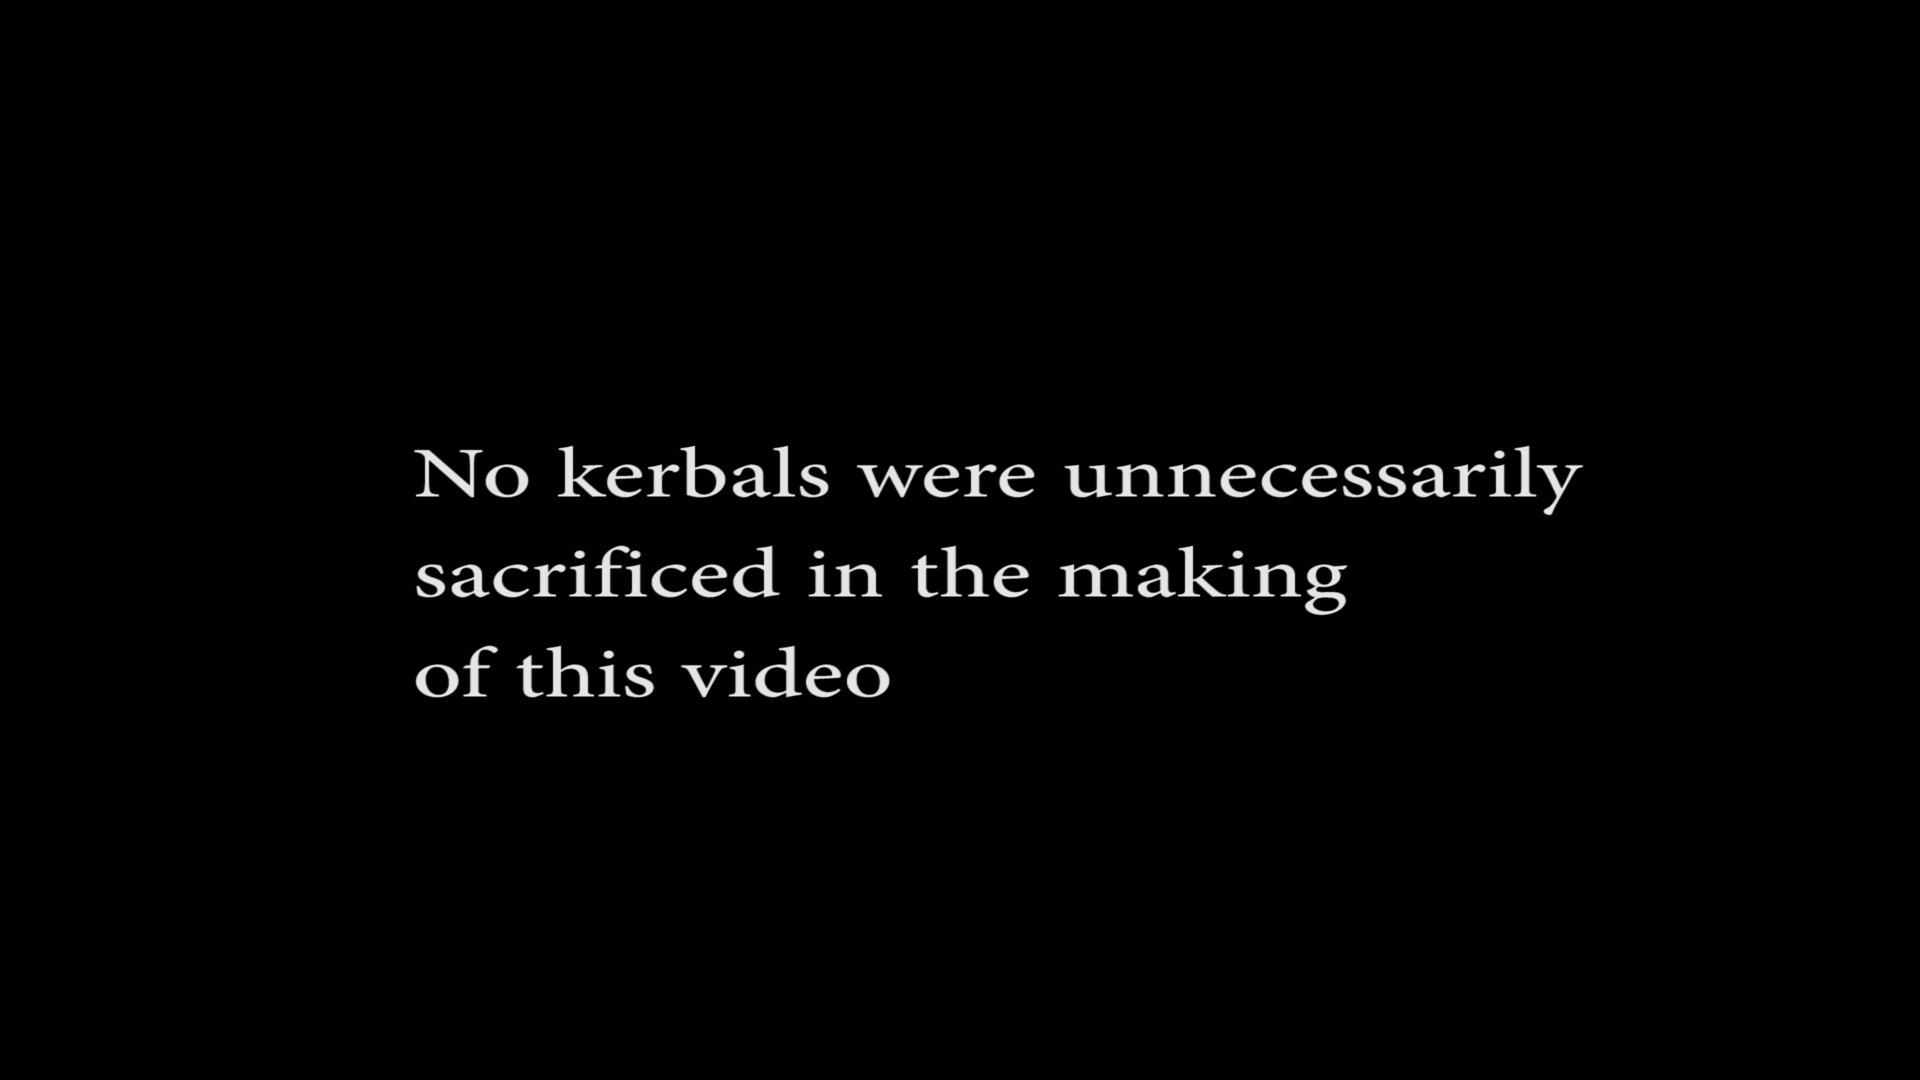 No kerbals were unnecessarily
sacrificed in the making
of this video